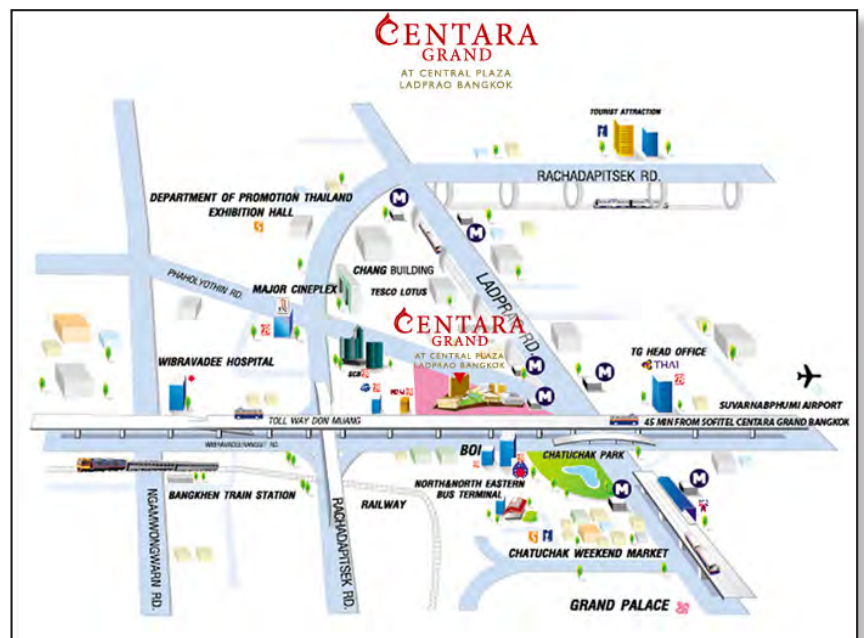 CENTARA
GRAND
AT CENTRAL PLAZA
LADPRAO BANGKOK
TOURIST ATTRACTION
RACHADAPITSEK RD.
DEPARTMENT OF PROMOTION THAILAND
EXHIBITION HALL
M
M
CHANG BUILDING
PHAHOLYOTHIN RD.
MAJOR CINEPLEX
TESCO LOTUS
LADPRAO RD.
CENTARA
GRAND
AT CENTRAL PLAZA
LADPRAO BANGKOK
WIBRAVADEE HOSPITAL
SCB
M
M
TG HEAD OFFICE
THAI
M
SUVARNABHPUMI AIRPORT
TOLL WAY DON MUANG
45 MIN FROM SOFITEL CENTARA GRAND BANGKOK
BOI
CHATUCHAK PARK
NORTH&NORTH EASTERN
BUS TERMINAL
M
M
BANGKHEN TRAIN STATION
RAILWAY
NGAMWONGWARN RD.
RACHADAPITSEK RD.
CHATUCHAK WEEKEND MARKET
GRAND PALACE